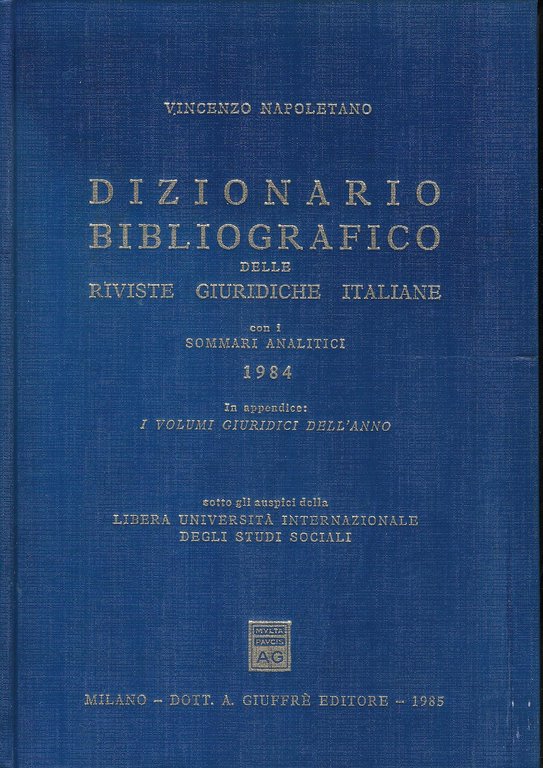 VINCENZO NAPOLETANO
DIZIONARIO
BIBLIOGRAFICO
DELLE
RIVISTE GIURIDICHE ITALIANE
con i
SOMMARI ANALITICI
1984
In appendice:
I VOLUMI GIURIDICI DELL'ANNO
sotto gli auspici della
LIBERA UNIVERSITÀ INTERNAZIONALE
DEGLI STUDI SOCIALI
MVLTA
PAVCIS
AG
MILANO – DOTT. A. GIUFFRÈ EDITORE – 1985